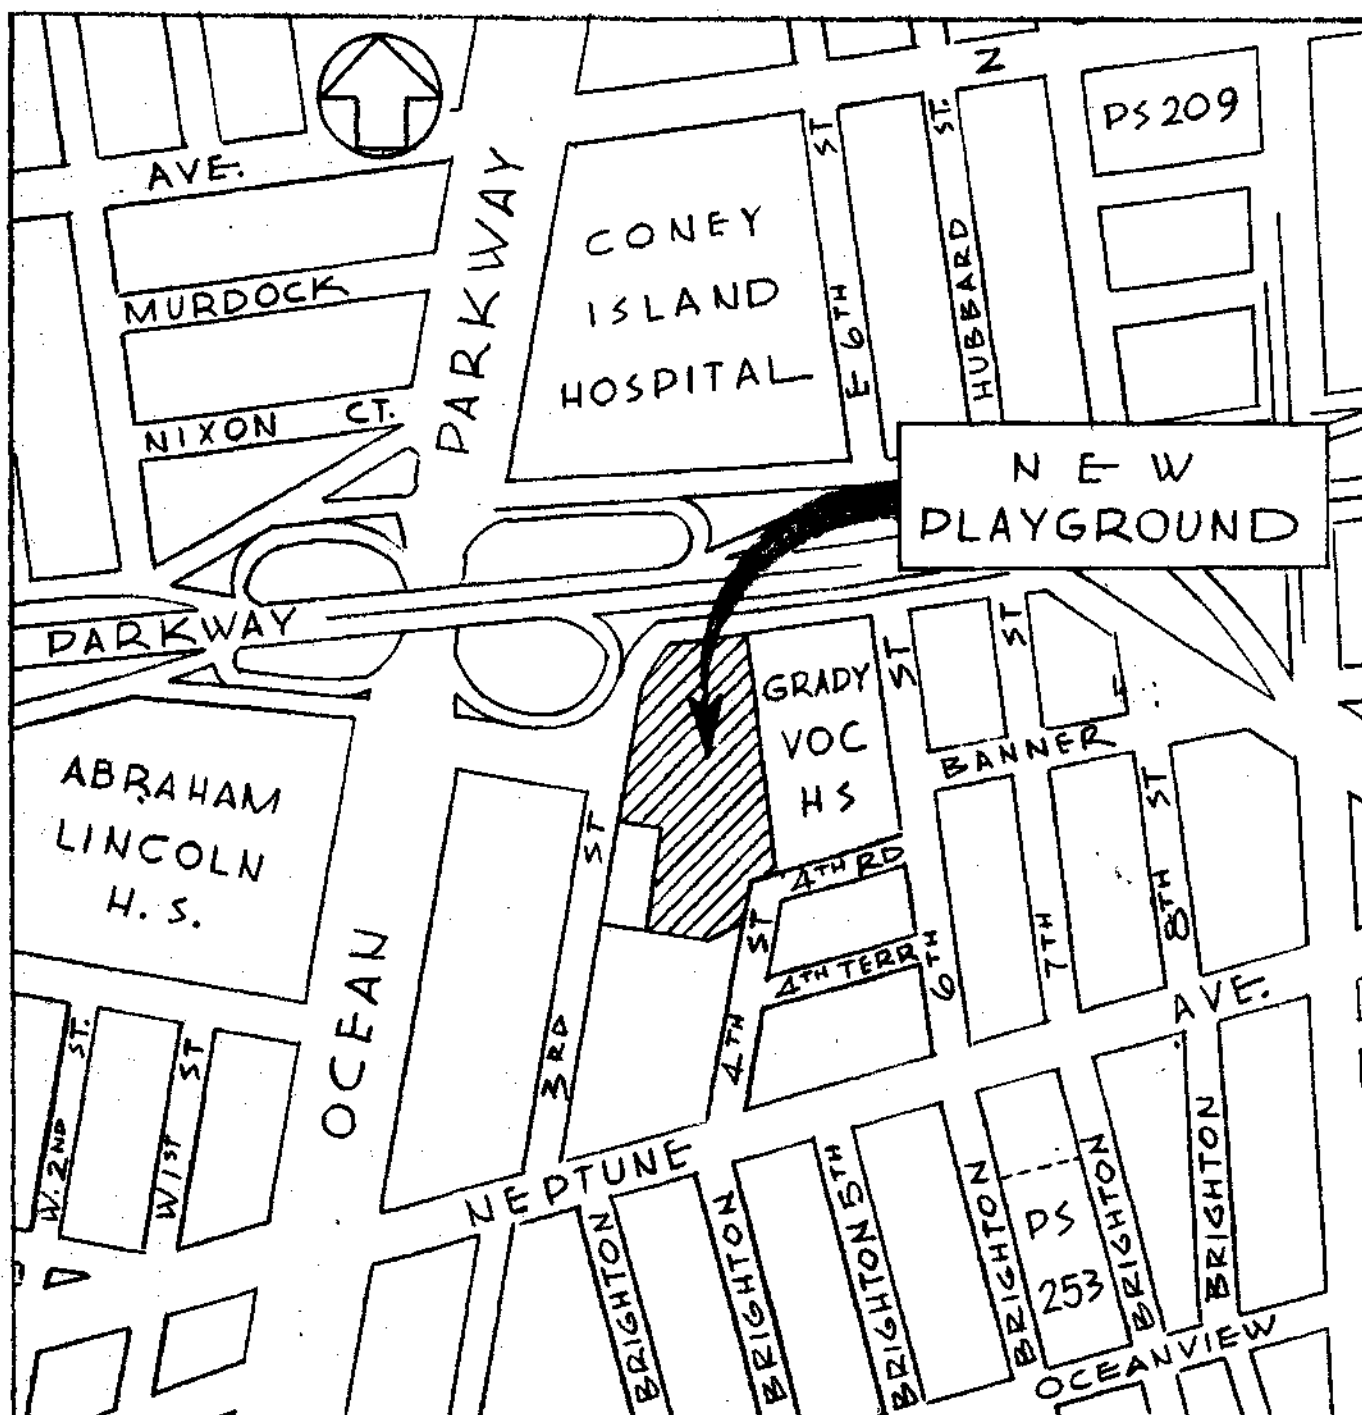 N
PS 209
ST
ST.
AVE.
PARKWAY
CONEY
ISLAND
HOSPITAL
MURDOCK
E 6TH
HUBBARD
NIXON CT.
NEW
PLAYGROUND
PARKWAY
GRADY
VOC
HS
ST
ST
BANNER
ABRAHAM
LINCOLN
H. S.
ST
ST
4TH RD
ST
4TH TERR
6TH
7TH
8TH
OCEAN
AVE.
3RD
4TH
ST.
ST
W. 2ND
W 1ST
NEPTUNE
BRIGHTON
BRIGHTON
BRIGHTON 5TH
BRIGHTON
PS
253
BRIGHTON
BRIGHTON
OCEANVIEW